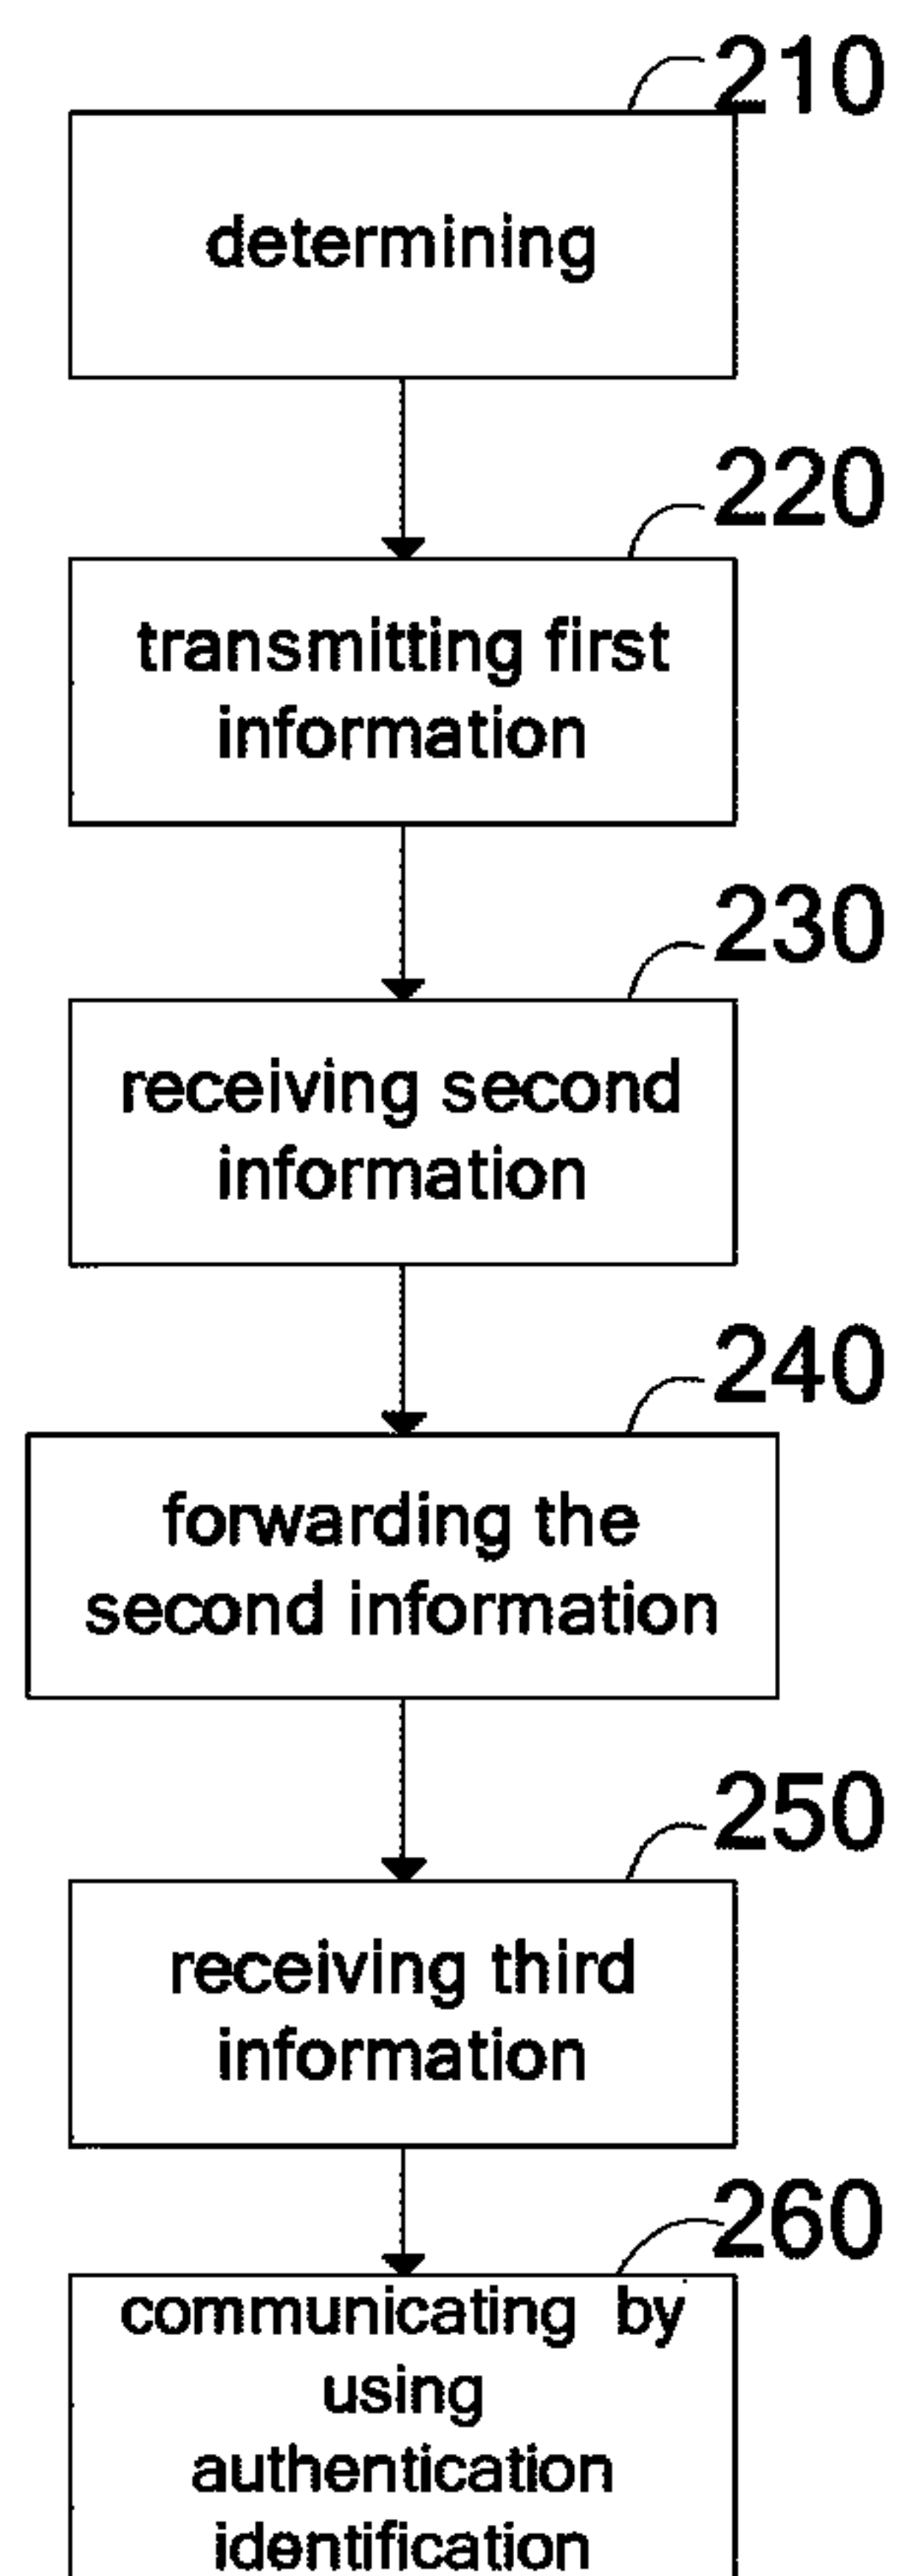 210
determining
220
transmitting first
information
230
receiving second
information
240
forwarding the
second information
250
receiving third
information
260
communicating by
using
authentication
identification